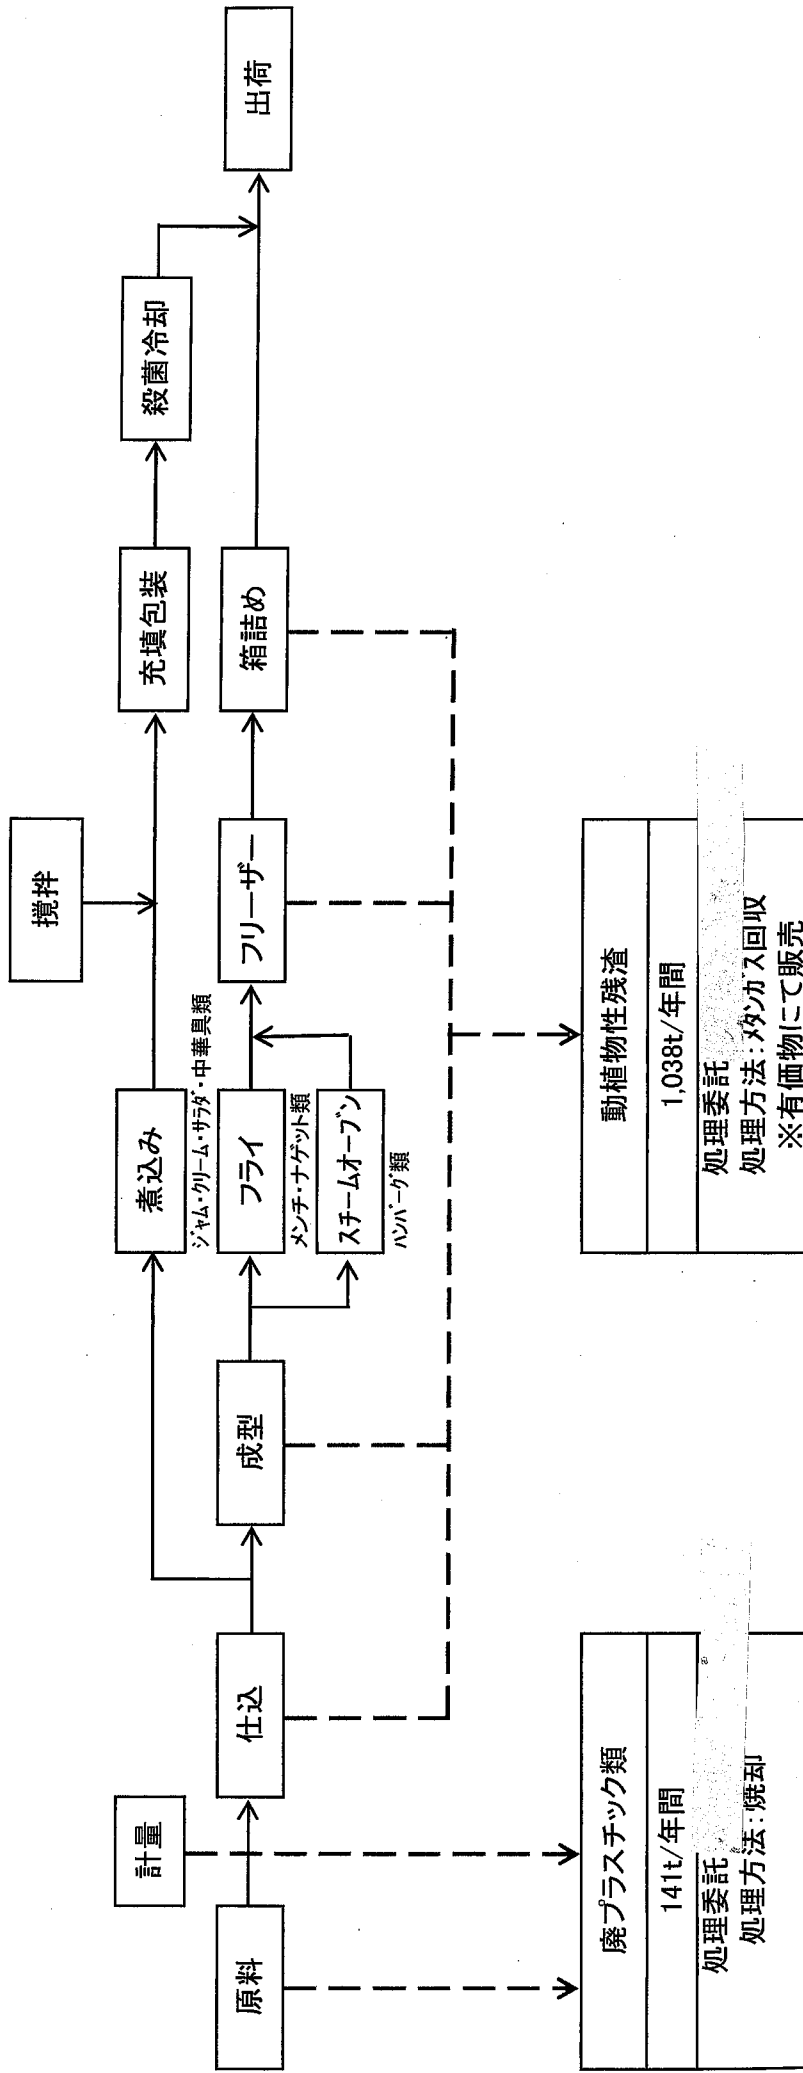 撹拌
煮込み
充填包装
殺菌冷却
ジャム・クリーム・サラダ・中華具類
計量
原料
仕込
成型
フライ
フリーザー
箱詰め
出荷
メンチ・ナゲット類
スチームオーブン
ハンバーグ類
廃プラスチック類
141t/年間
処理委託
処理方法:焼却
動植物性残渣
1,038t/年間
処理委託
処理方法:メタンガス回収
※有価物にて販売